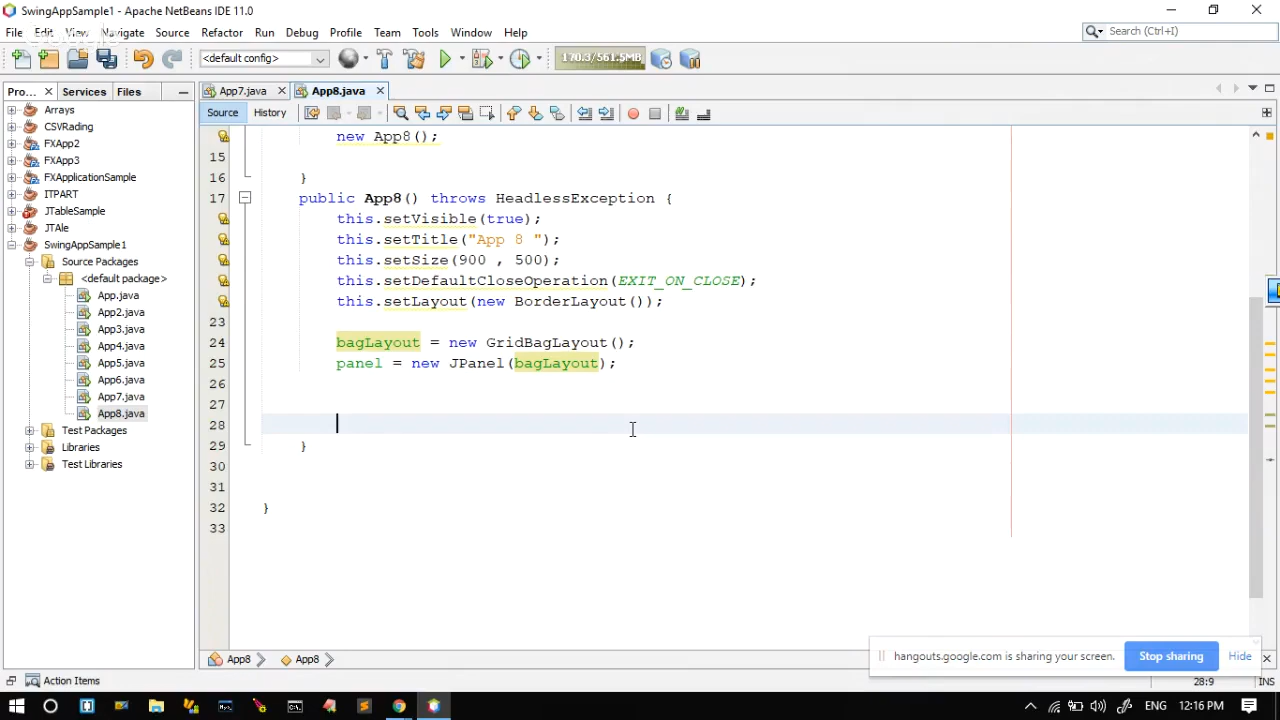 SwingAppSample1 - Apache NetBeans IDE 11.0
File Edit View Navigate Source Refactor Run Debug Profile Team Tools Window Help
Search (Ctrl+I)
<default config>
170.3/561.5MB
Pro... Services Files
App7.java App8.java
Source History
Arrays
CSVRading
FXApp2
FXApp3
FXApplicationSample
ITPART
JTableSample
JTAle
SwingAppSample1
Source Packages
<default package>
App.java
App2.java
App3.java
App4.java
App5.java
App6.java
App7.java
App8.java
Test Packages
Libraries
Test Libraries
new App8();
15
16 }
17 public App8() throws HeadlessException {
this.setVisible(true);
this.setTitle("App 8 ");
this.setSize(900 , 500);
this.setDefaultCloseOperation(EXIT_ON_CLOSE);
this.setLayout(new BorderLayout());
23
24 bagLayout = new GridBagLayout();
25 panel = new JPanel(bagLayout);
26
27
28
29 }
30
31
32 }
33
hangouts.google.com is sharing your screen. Stop sharing Hide
App8 App8
Action Items
28:9 INS
ENG 12:16 PM